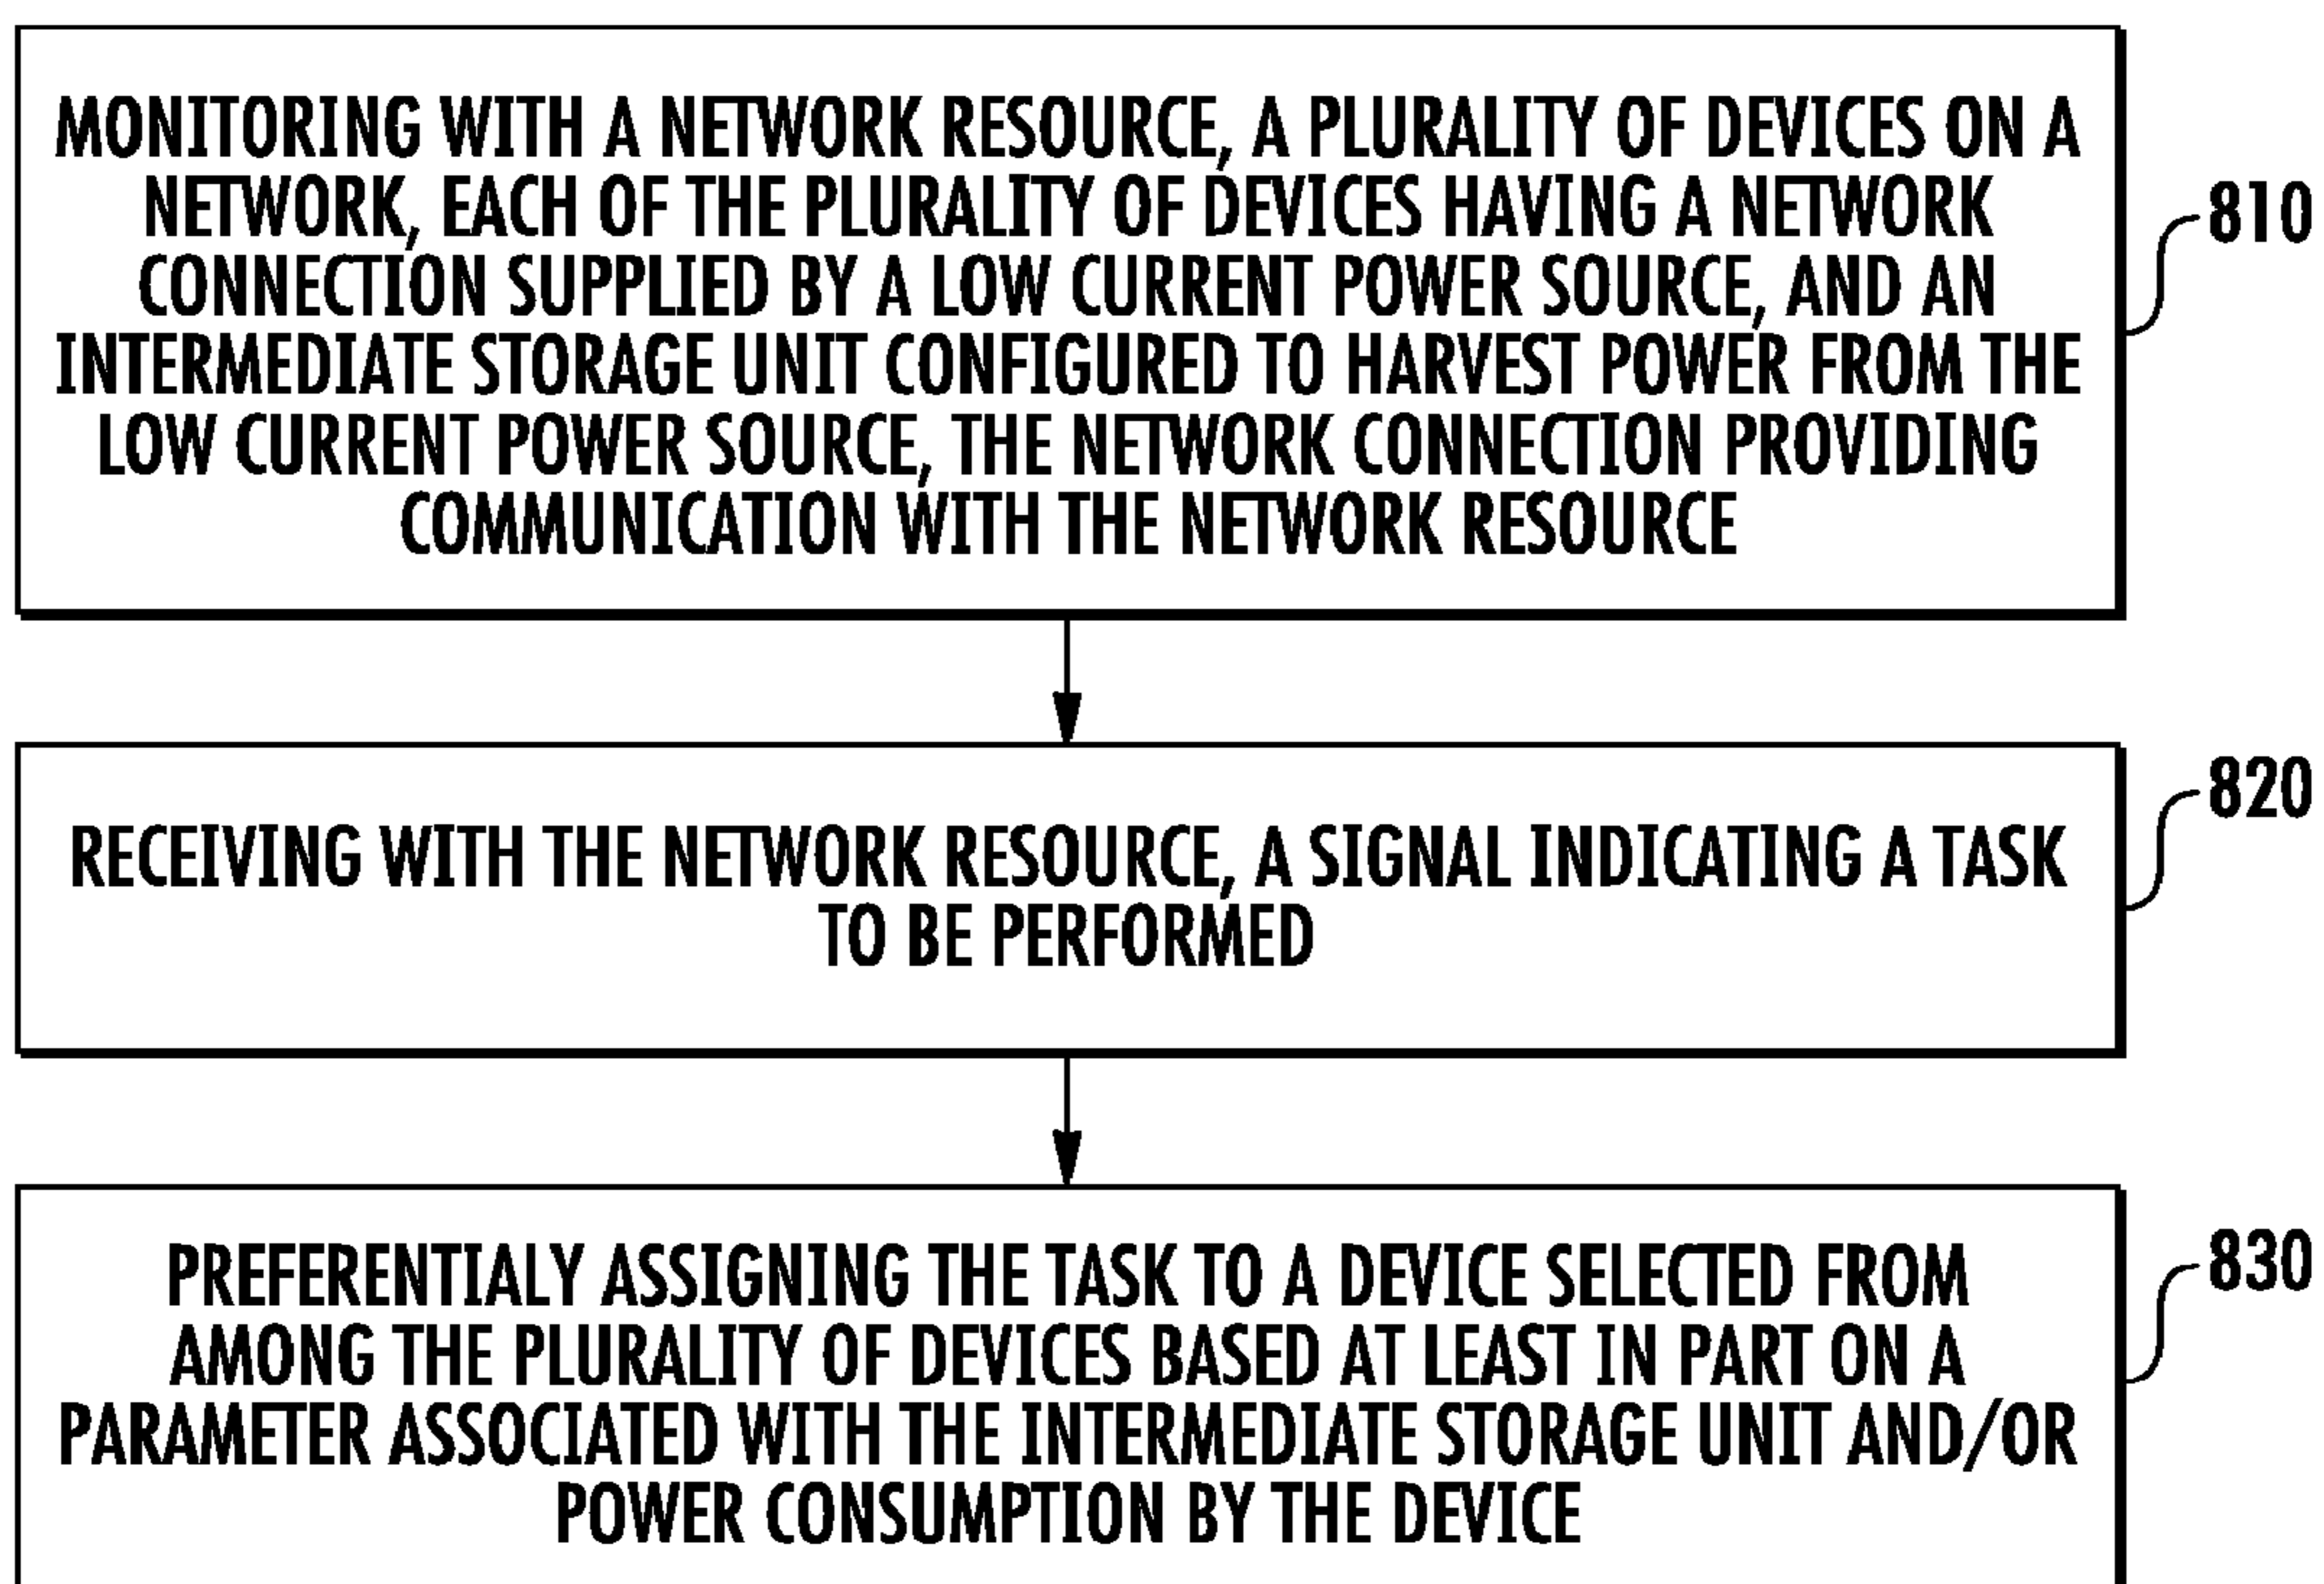 MONITORING WITH A NETWORK RESOURCE, A PLURALITY OF DEVICES ON A
NETWORK, EACH OF THE PLURALITY OF DEVICES HAVING A NETWORK
CONNECTION SUPPLIED BY A LOW CURRENT POWER SOURCE, AND AN
INTERMEDIATE STORAGE UNIT CONFIGURED TO HARVEST POWER FROM THE
LOW CURRENT POWER SOURCE, THE NETWORK CONNECTION PROVIDING
COMMUNICATION WITH THE NETWORK RESOURCE
810
RECEIVING WITH THE NETWORK RESOURCE, A SIGNAL INDICATING A TASK
TO BE PERFORMED
820
PREFERENTIALY ASSIGNING THE TASK TO A DEVICE SELECTED FROM
AMONG THE PLURALITY OF DEVICES BASED AT LEAST IN PART ON A
PARAMETER ASSOCIATED WITH THE INTERMEDIATE STORAGE UNIT AND/OR
POWER CONSUMPTION BY THE DEVICE
830